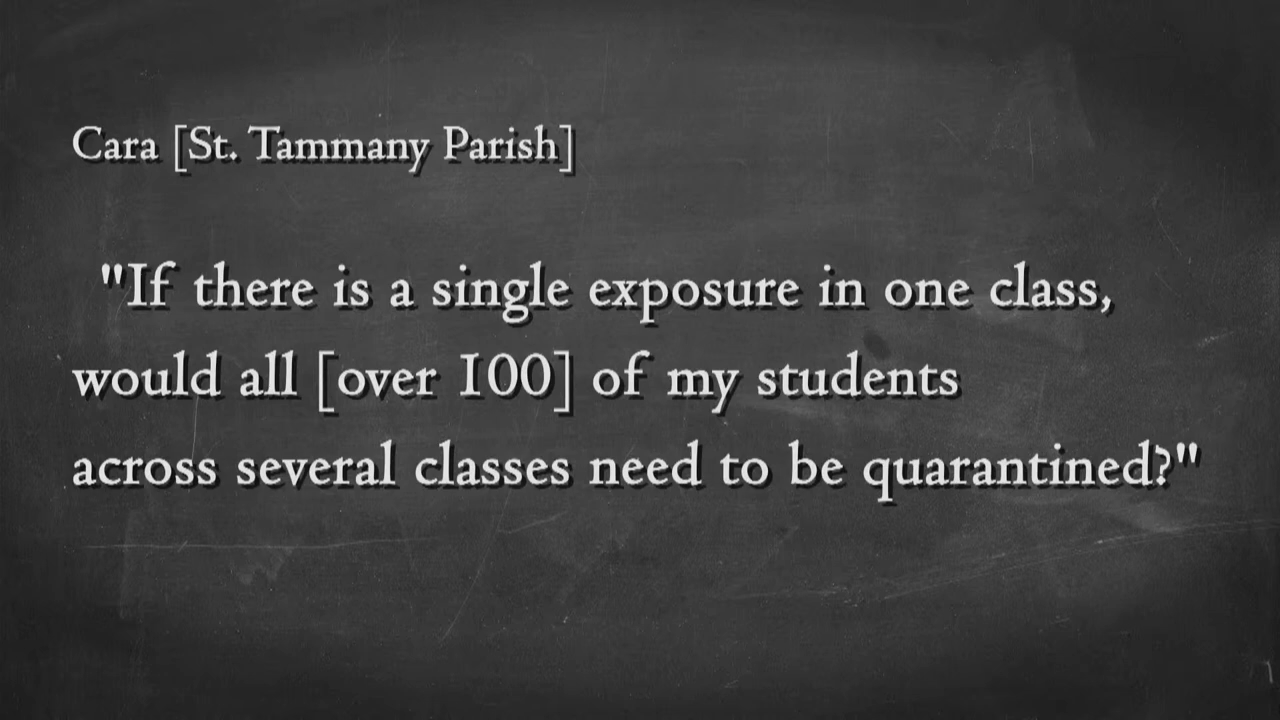 Cara [St. Tammany Parish]
"If there is a single exposure in one class,
would all [over 100] of my students
across several classes need to be quarantined?"